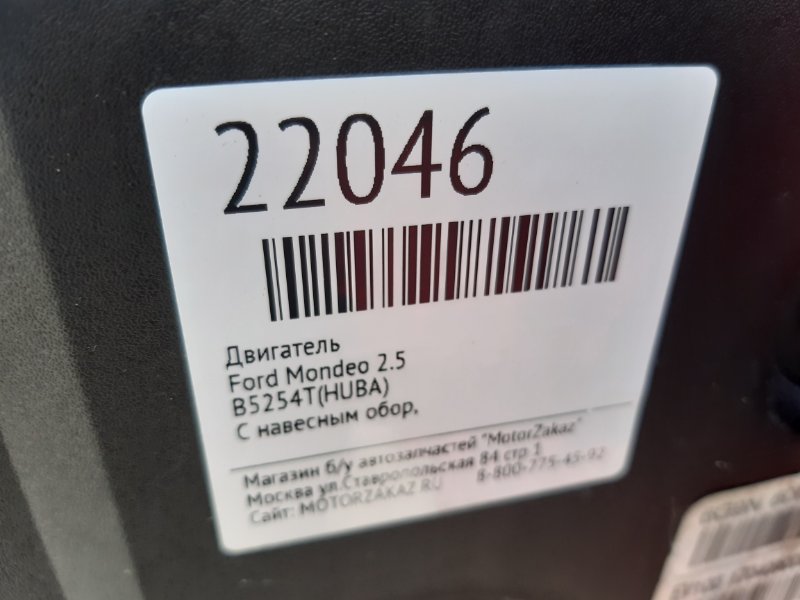 22046
Двигатель
Ford Mondeo 2.5
B5254T(HUBA)
С навесным обор,
Магазин б/у автозапчастей "MotorZakaz"
Москва ул.Ставропольская 84 стр 1
Сайт: MOTORZAKAZ RU 8-800-775-45-92